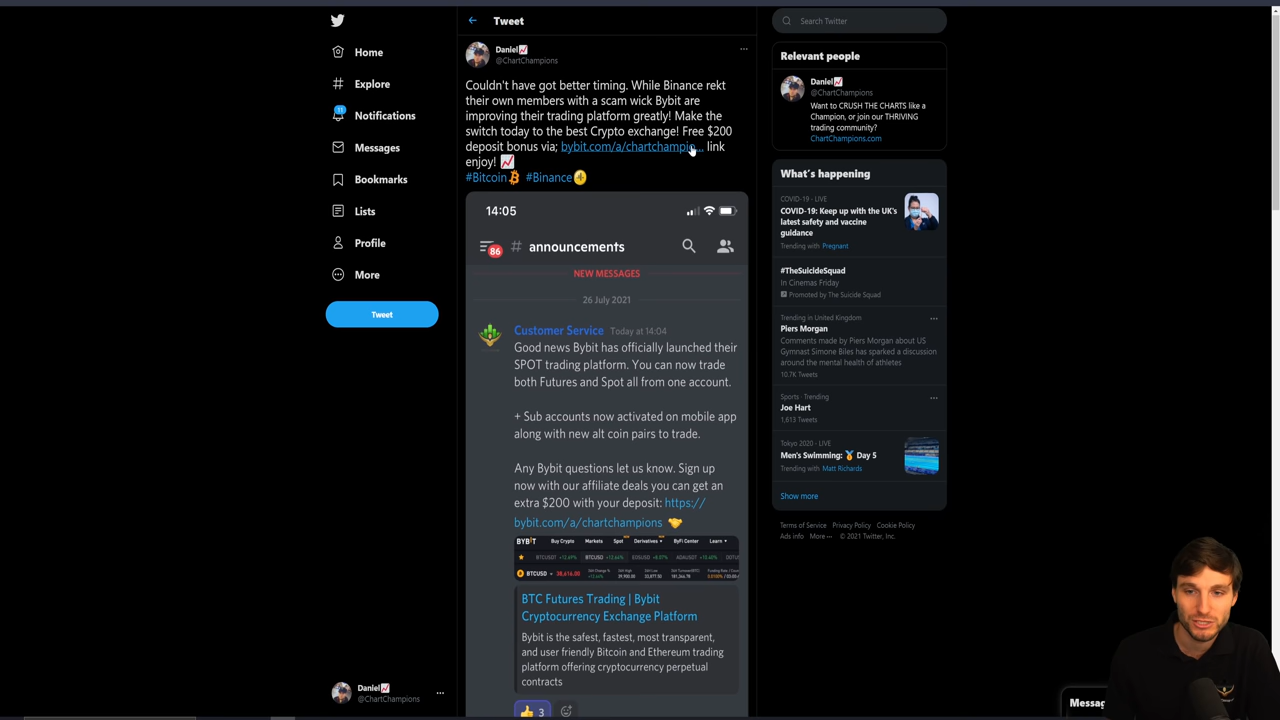 Tweet
Search Twitter
Home
Explore
11
Notifications
Messages
Bookmarks
Lists
Profile
More
Tweet
Daniel
@ChartChampions
Daniel
@ChartChampions
Couldn't have got better timing. While Binance rekt
their own members with a scam wick Bybit are
improving their trading platform greatly! Make the
switch today to the best Crypto exchange! Free $200
deposit bonus via; bybit.com/a/chartchampio... link
enjoy!
#Bitcoin #Binance
14:05
86
# announcements
NEW MESSAGES
26 July 2021
Customer Service Today at 14:04
Good news Bybit has officially launched their
SPOT trading platform. You can now trade
both Futures and Spot all from one account.
+ Sub accounts now activated on mobile app
along with new alt coin pairs to trade.
Any Bybit questions let us know. Sign up
now with our affiliate deals you can get an
extra $200 with your deposit: https://
bybit.com/a/chartchampions
BYBIT Buy Crypto Markets Spot Derivatives ByFi Center Learn
BTCUSD 38,616.00
BTC Futures Trading | Bybit
Cryptocurrency Exchange Platform
Bybit is the safest, fastest, most transparent,
and user friendly Bitcoin and Ethereum trading
platform offering cryptocurrency perpetual
contracts
3
Relevant people
Daniel
@ChartChampions
Want to CRUSH THE CHARTS like a
Champion, or join our THRIVING
trading community?
ChartChampions.com
What's happening
COVID-19 · LIVE
COVID-19: Keep up with the UK's
latest safety and vaccine
guidance
Trending with Pregnant
#TheSuicideSquad
In Cinemas Friday
Promoted by The Suicide Squad
Trending in United Kingdom
Piers Morgan
Comments made by Piers Morgan about US
Gymnast Simone Biles has sparked a discussion
around the mental health of athletes
10.7K Tweets
Sports · Trending
Joe Hart
1,613 Tweets
Tokyo 2020 · LIVE
Men's Swimming: Day 5
Trending with Matt Richards
Show more
Terms of Service Privacy Policy Cookie Policy
Ads info More ··· © 2021 Twitter, Inc.
Messag